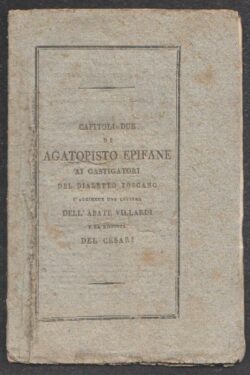 CAPITOLI DUE
DI
AGATOPISTO EPIFANE
AI CASTIGATORI
DEL DIALETTO TOSCANO
S'AGGIUNGE UNA LETTERA
DELL' ABATE VILLARDI
E LA RISPOSTA
DEL CESARI